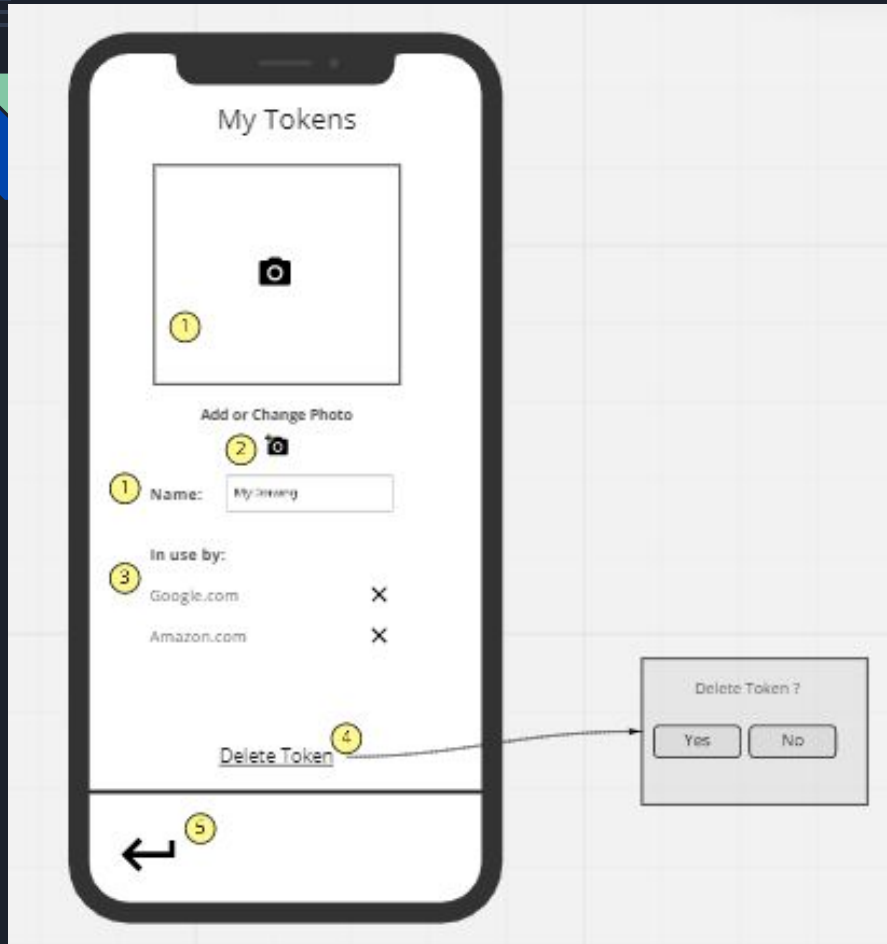 My Tokens
1
Add or Change Photo
2
1 Name: My
In use by:
3
Google.com ×
Amazon.com ×
4
Delete Token
5
Delete Token ?
Yes No